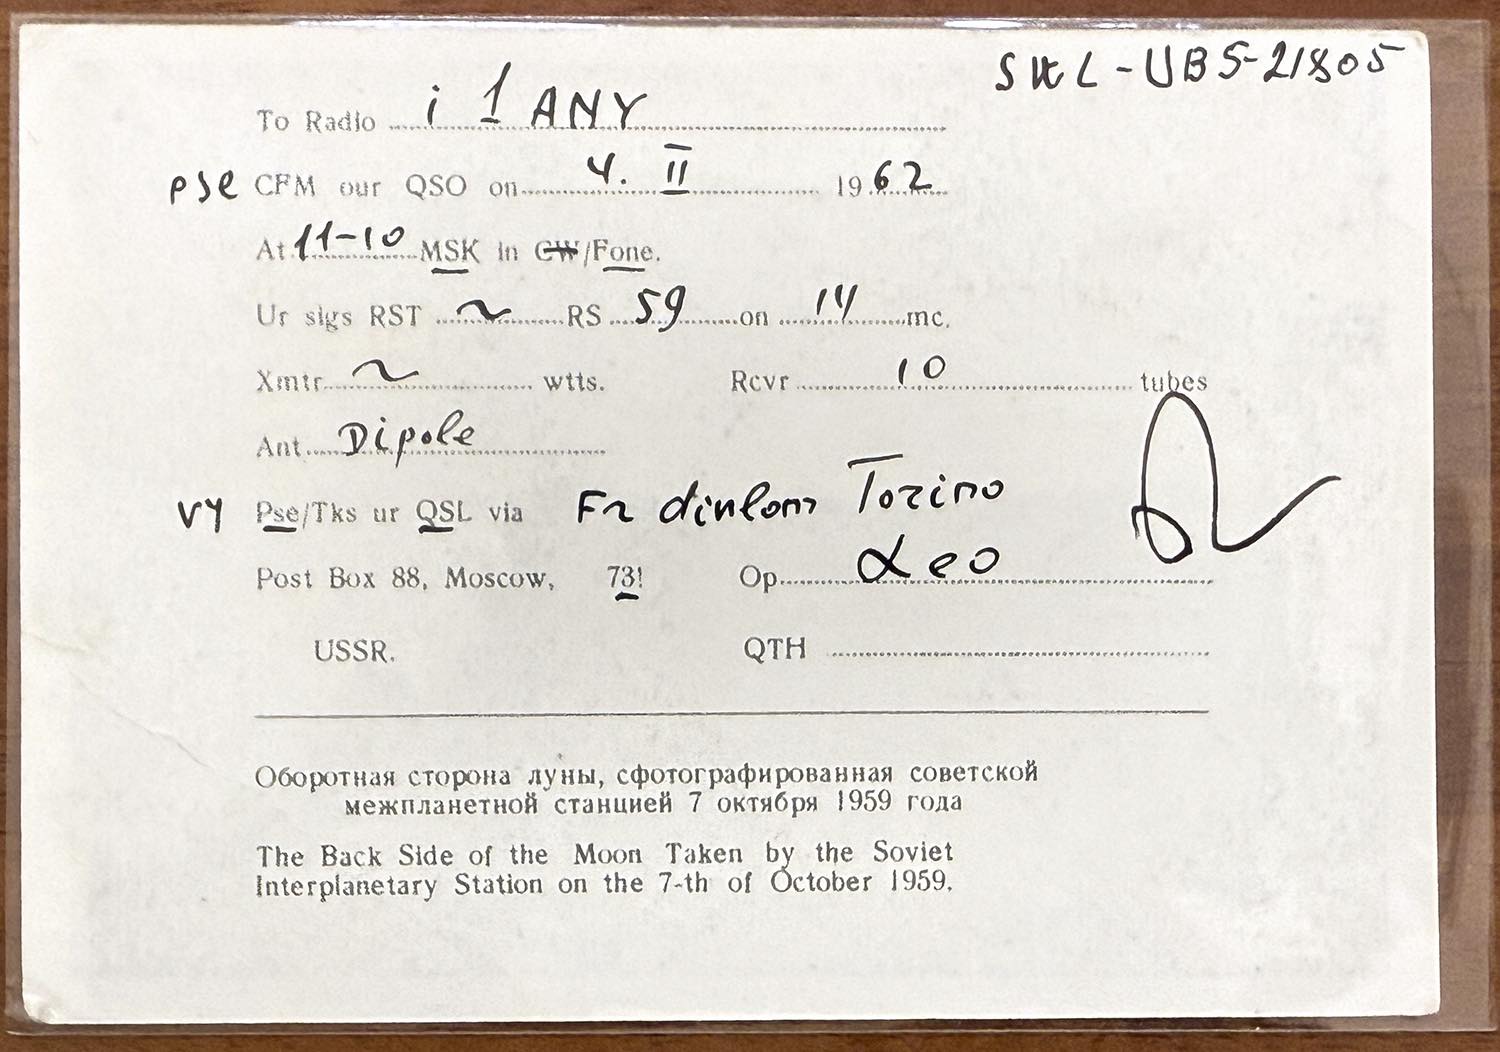 SWL-UB5-21805
To Radio i 1 ANY
pse CFM our QSO on 4. II 1962
At 11-10 MSK in CW/Fone.
Ur sigs RST ~ RS 59 on 14 mc.
Xmtr ~ wtts. Rcvr 10 tubes
Ant Dipole
vy Pse/Tks ur QSL via Fr diplom Torino
Post Box 88, Moscow, 73! Op Leo
USSR. QTH
Оборотная сторона луны, сфотографированная советской
межпланетной станцией 7 октября 1959 года
The Back Side of the Moon Taken by the Soviet
Interplanetary Station on the 7-th of October 1959.